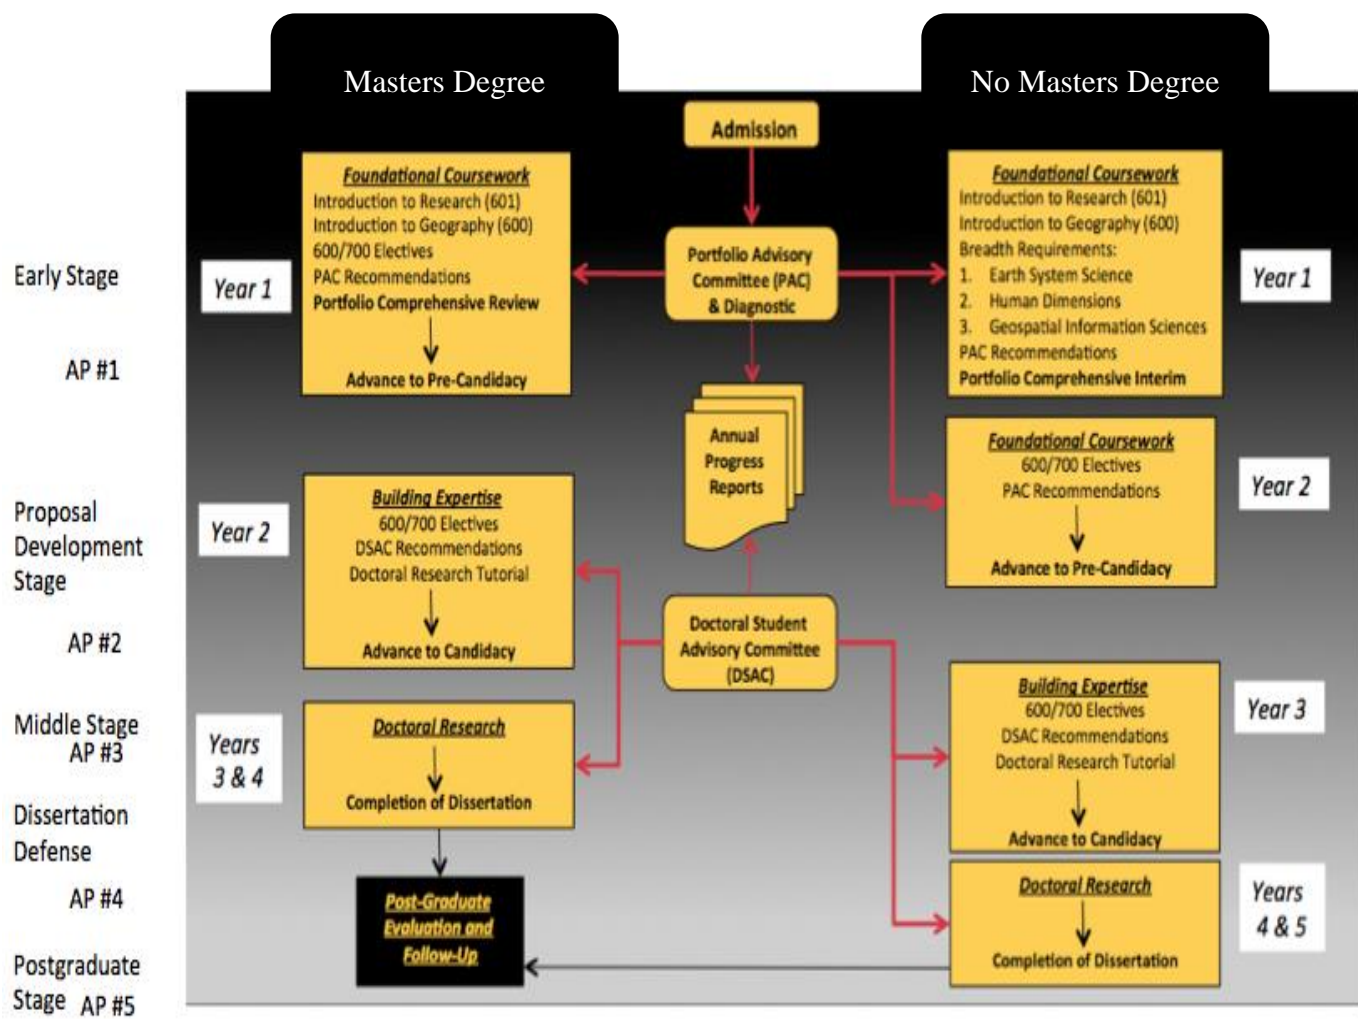 Masters Degree
No Masters Degree
Admission
Foundational Coursework
Introduction to Research (601)
Introduction to Geography (600)
600/700 Electives
PAC Recommendations
Portfolio Comprehensive Review
Advance to Pre-Candidacy
Portfolio Advisory
Committee (PAC)
& Diagnostic
Foundational Coursework
Introduction to Research (601)
Introduction to Geography (600)
Breadth Requirements:
1. Earth System Science
2. Human Dimensions
3. Geospatial Information Sciences
PAC Recommendations
Portfolio Comprehensive Interim
Early Stage
Year 1
Year 1
AP #1
Annual
Progress
Reports
Foundational Coursework
600/700 Electives
PAC Recommendations
Advance to Pre-Candidacy
Year 2
Proposal
Development
Stage
Year 2
Building Expertise
600/700 Electives
DSAC Recommendations
Doctoral Research Tutorial
Advance to Candidacy
AP #2
Doctoral Student
Advisory Committee
(DSAC)
Building Expertise
600/700 Electives
DSAC Recommendations
Doctoral Research Tutorial
Advance to Candidacy
Year 3
Middle Stage
AP #3
Years
3 & 4
Doctoral Research
Completion of Dissertation
Dissertation
Defense
AP #4
Post-Graduate
Evaluation and
Follow-Up
Doctoral Research
Completion of Dissertation
Years
4 & 5
Postgraduate
Stage AP #5